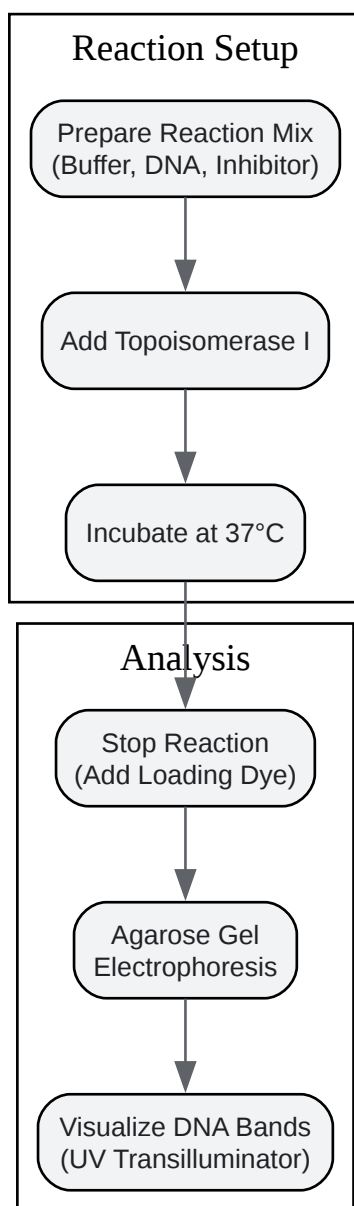 Reaction Setup
Prepare Reaction Mix
(Buffer, DNA, Inhibitor)
Add Topoisomerase I
Incubate at 37°C
Analysis
Stop Reaction
(Add Loading Dye)
Agarose Gel
Electrophoresis
Visualize DNA Bands
(UV Transilluminator)